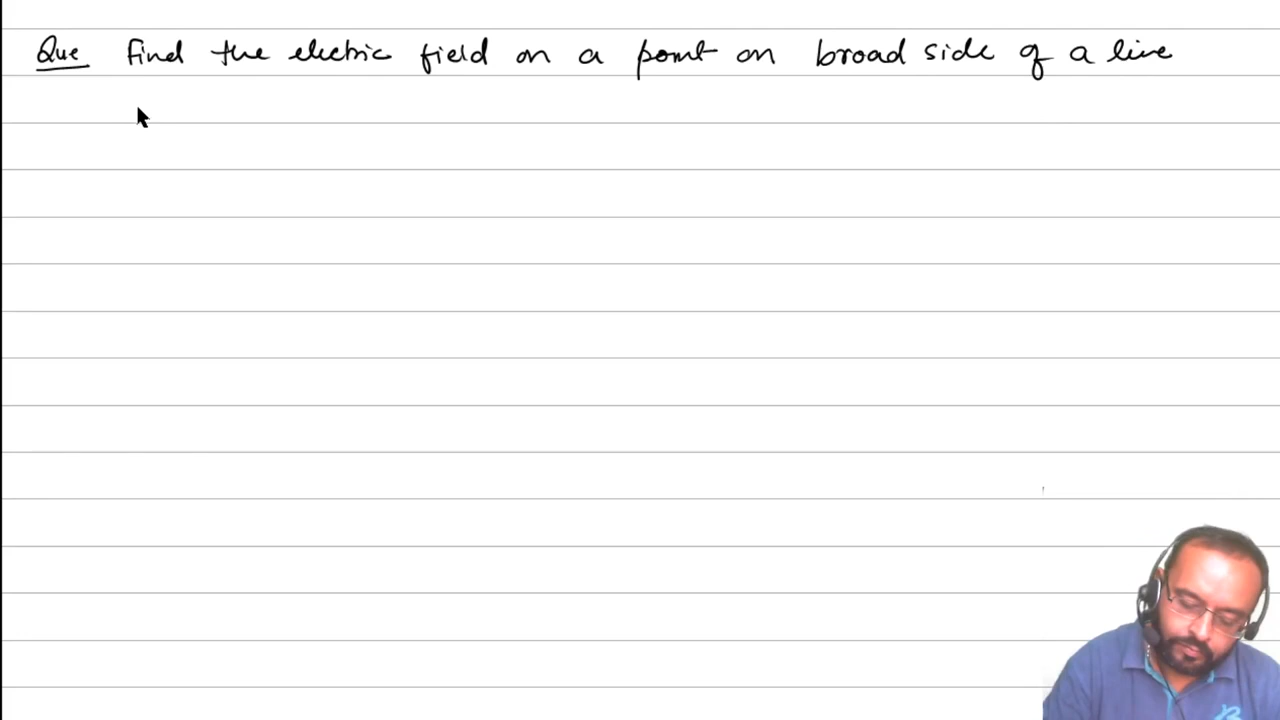 Que Find the electric field on a point on broad side of a line